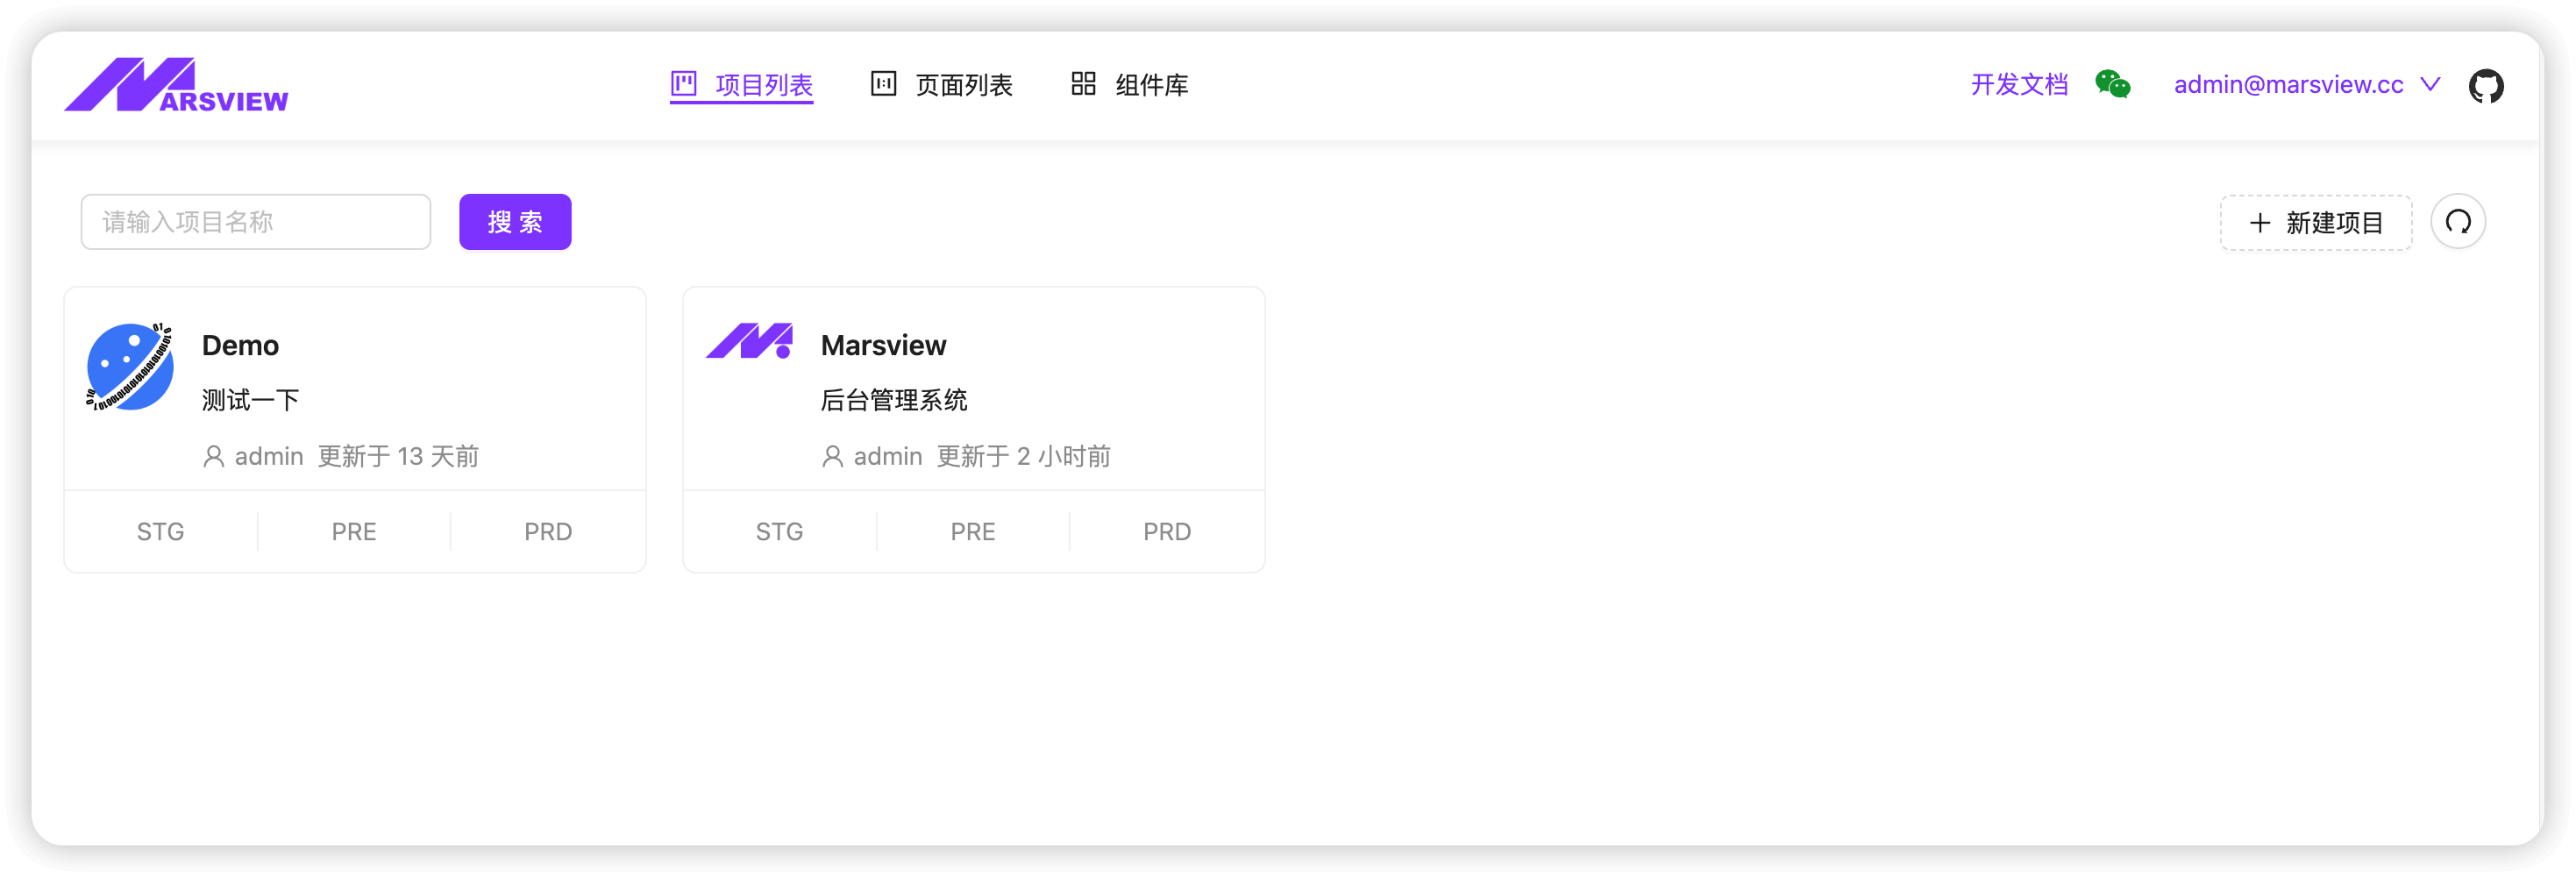 MARSVIEW
项目列表 页面列表 组件库 开发文档 admin@marsview.cc
请输入项目名称 搜 索 新建项目
Demo
测试一下
admin 更新于 13 天前
STG PRE PRD
Marsview
后台管理系统
admin 更新于 2 小时前
STG PRE PRD